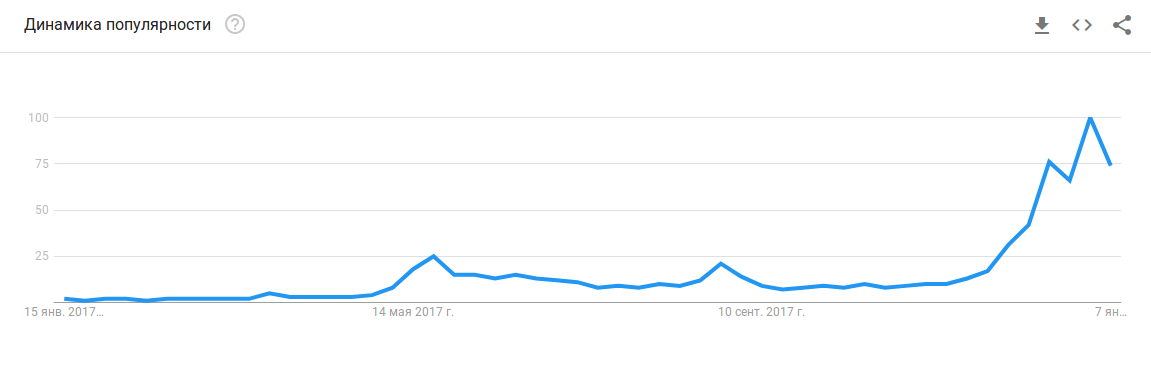 Динамика популярности ?
100
75
50
25
15 янв. 2017…
14 мая 2017 г.
10 сент. 2017 г.
7 ян…